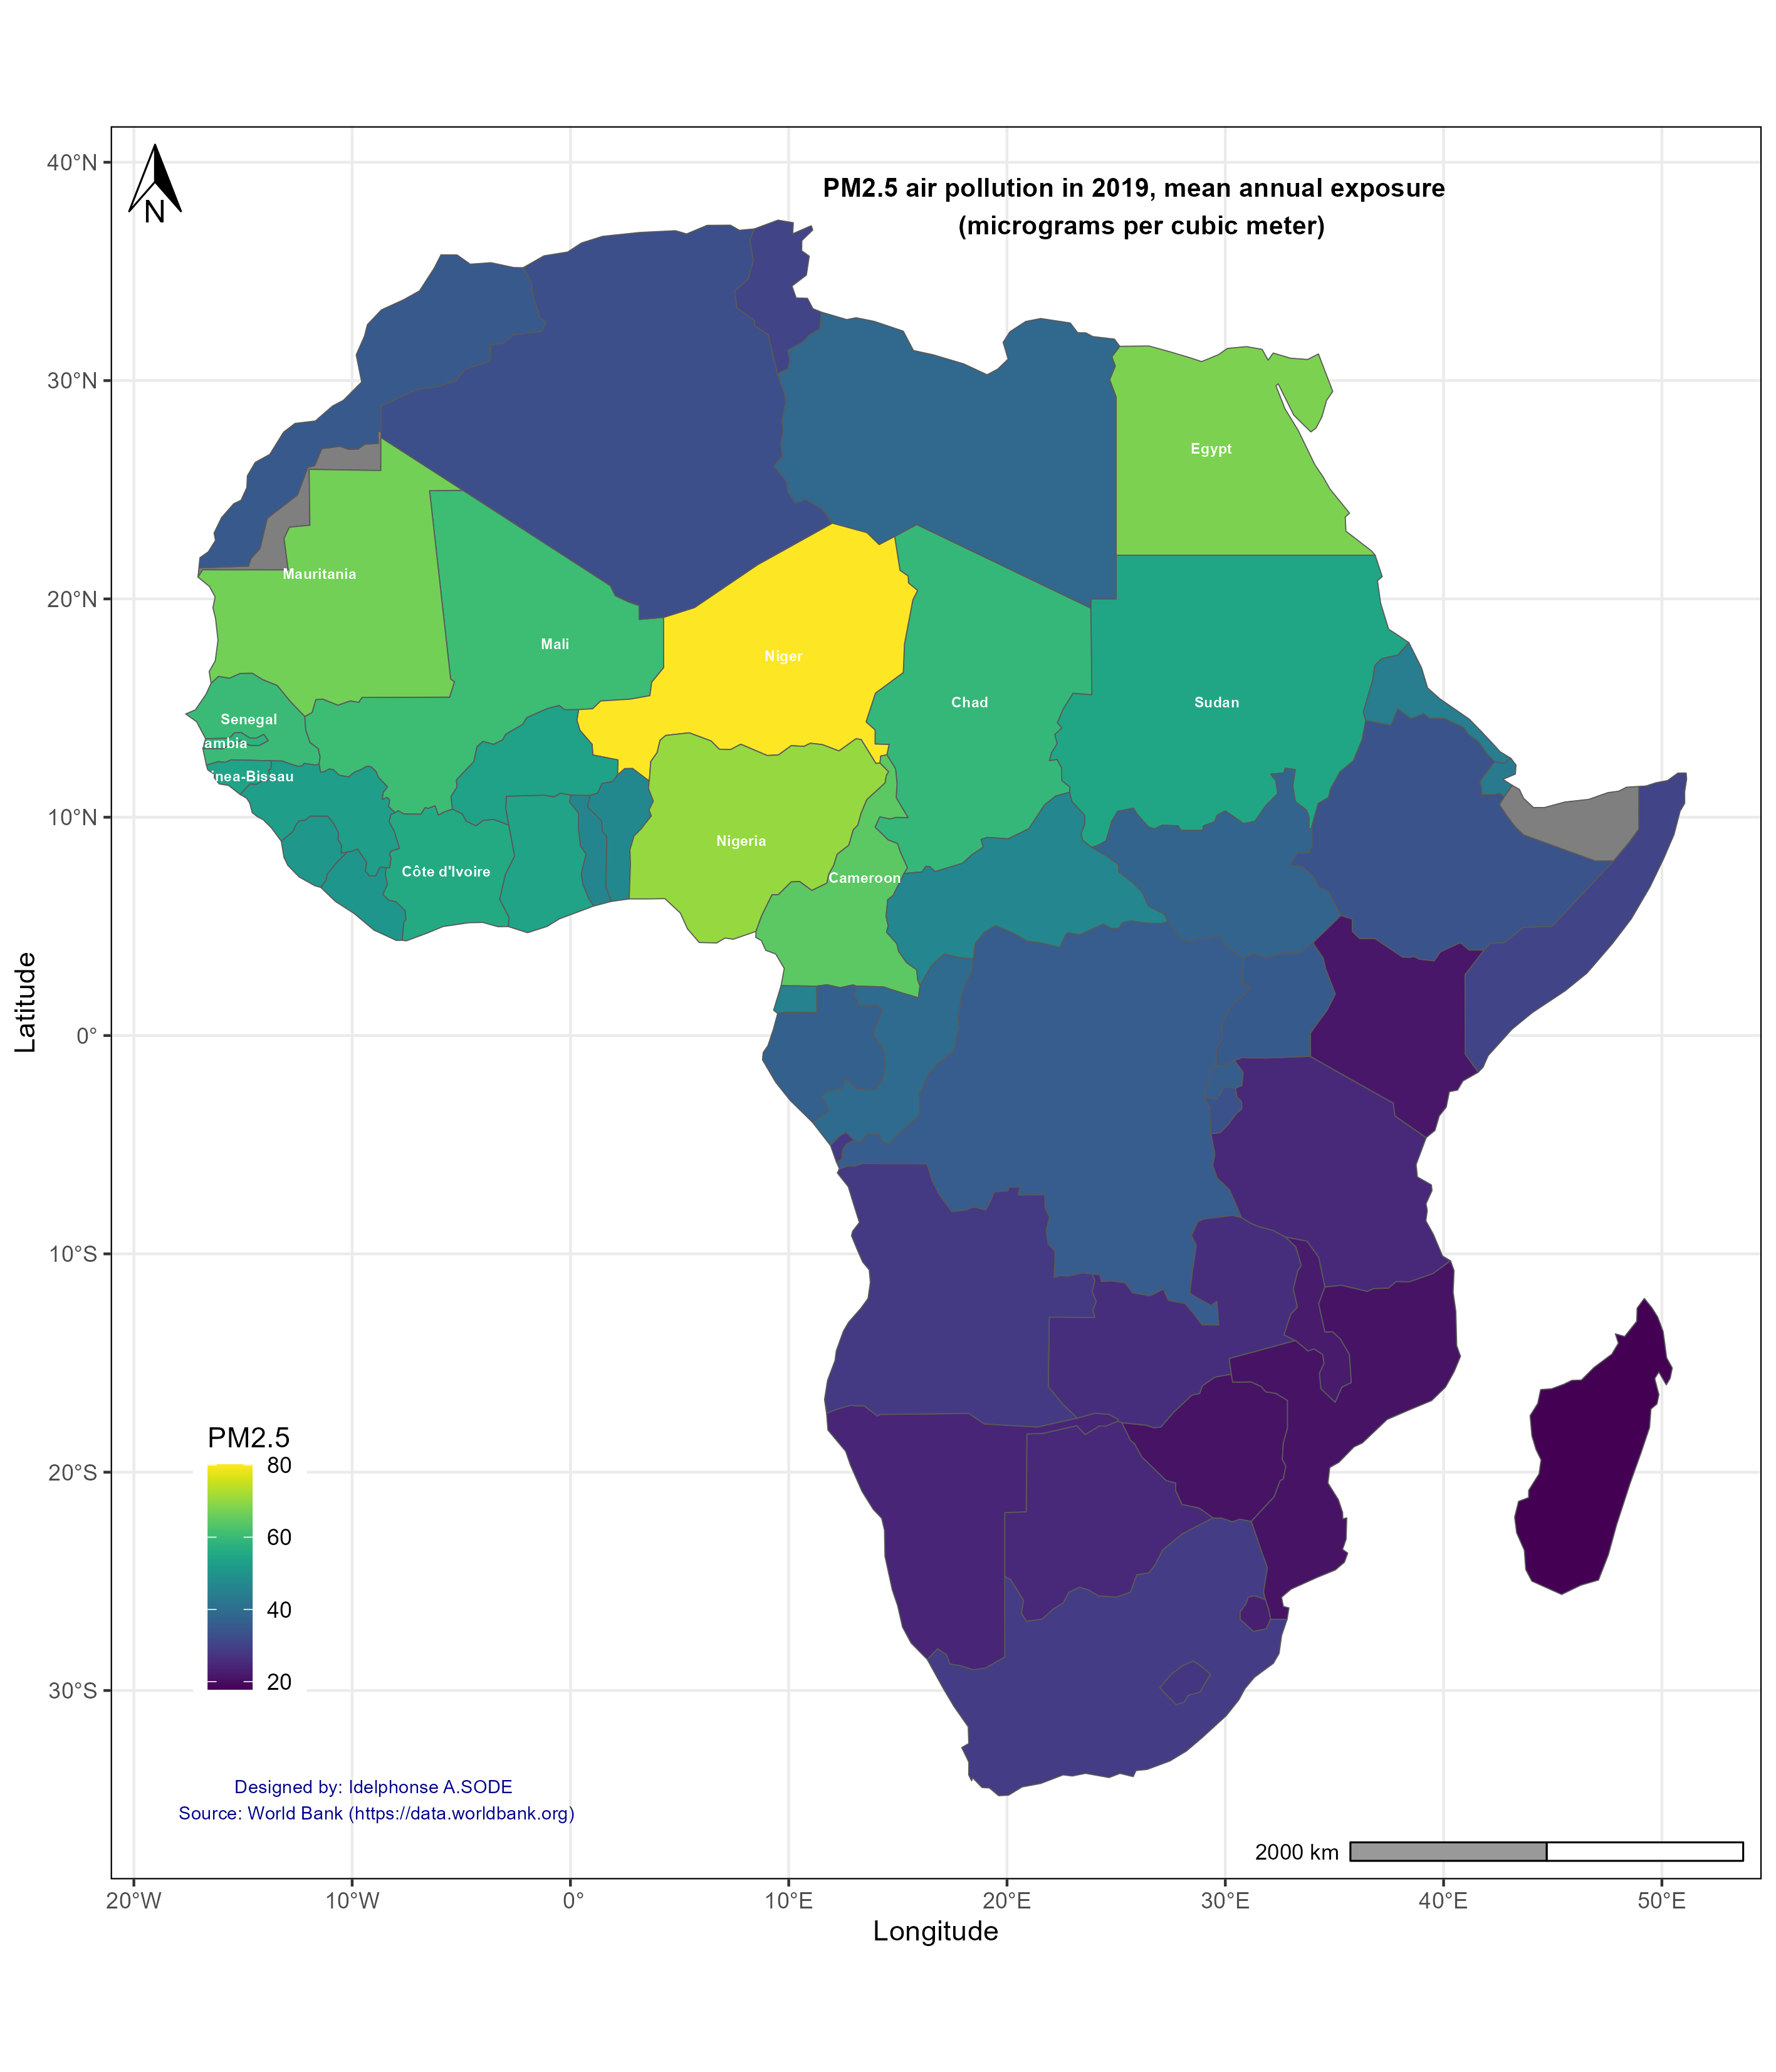 PM2.5 air pollution in 2019, mean annual exposure
(micrograms per cubic meter)
N
40°N
30°N
20°N
10°N
0°
10°S
20°S
30°S
Latitude
Egypt
Mauritania
Mali
Niger
Chad
Sudan
Senegal
ambia
inea-Bissau
Nigeria
Côte d'Ivoire
Cameroon
PM2.5
80
60
40
20
Designed by: Idelphonse A.SODE
Source: World Bank (https://data.worldbank.org)
2000 km
20°W
10°W
0°
10°E
20°E
30°E
40°E
50°E
Longitude